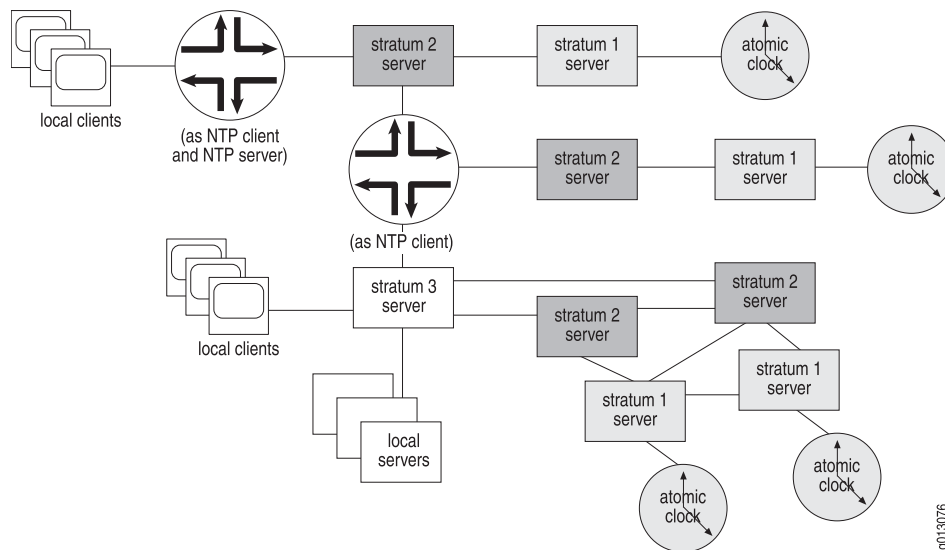 stratum 2
server
stratum 1
server
atomic
clock
local clients
(as NTP client
and NTP server)
stratum 2
server
stratum 1
server
atomic
clock
(as NTP client)
stratum 3
server
stratum 2
server
stratum 2
server
local clients
stratum 1
server
stratum 1
server
local
servers
atomic
clock
atomic
clock
g013076